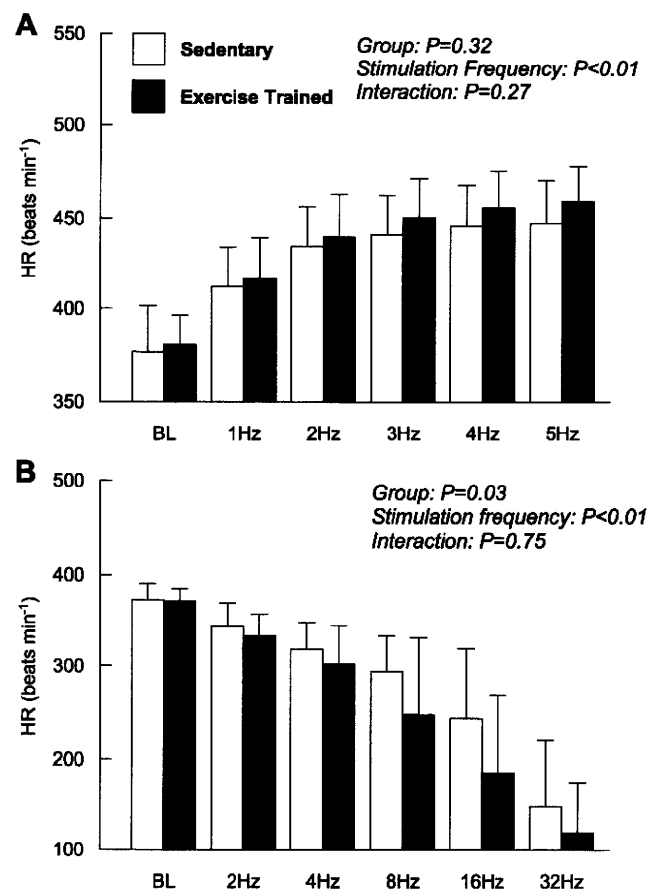 A
550
500
450
400
350
HR (beats min⁻¹)
Sedentary
Exercise Trained
Group: P=0.32
Stimulation Frequency: P<0.01
Interaction: P=0.27
BL 1Hz 2Hz 3Hz 4Hz 5Hz
B
500
400
300
200
100
HR (beats min⁻¹)
Group: P=0.03
Stimulation frequency: P<0.01
Interaction: P=0.75
BL 2Hz 4Hz 8Hz 16Hz 32Hz